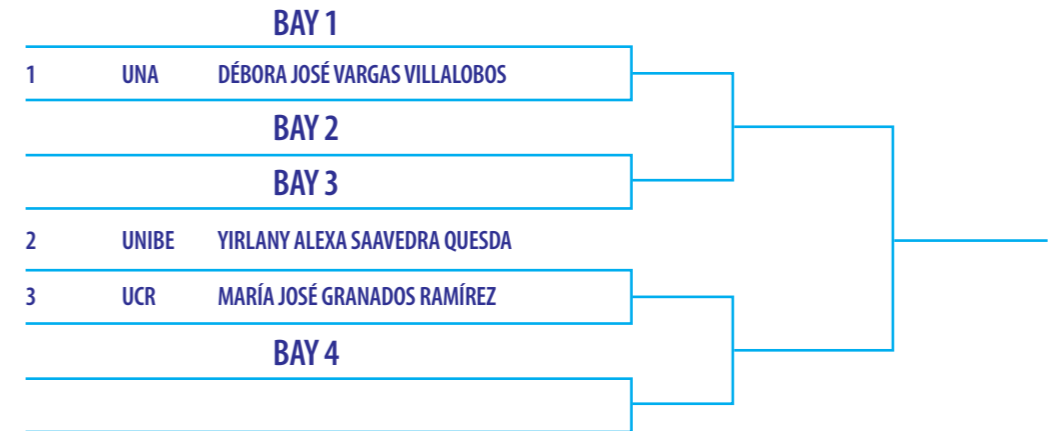 BAY 1
1 UNA DÉBORA JOSÉ VARGAS VILLALOBOS
BAY 2
BAY 3
2 UNIBE YIRLANY ALEXA SAAVEDRA QUESDA
3 UCR MARÍA JOSÉ GRANADOS RAMÍREZ
BAY 4